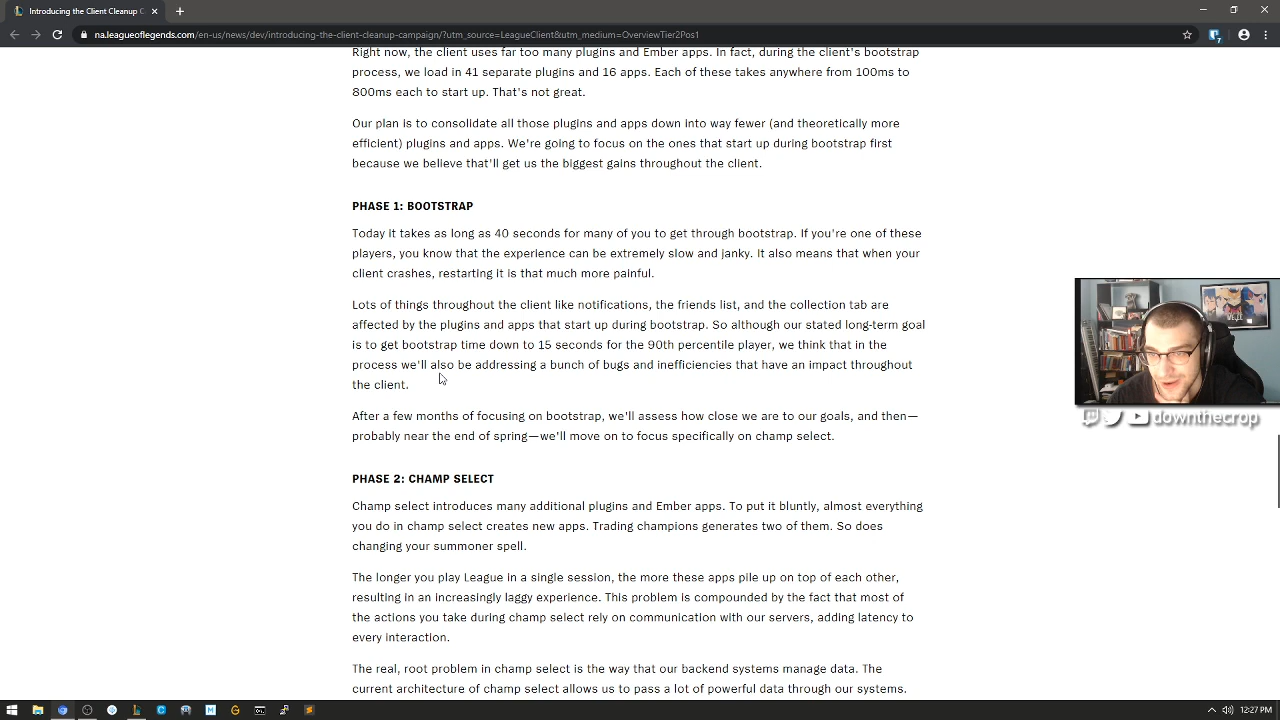 Introducing the Client Cleanup C
na.leagueoflegends.com/en-us/news/dev/introducing-the-client-cleanup-campaign/?utm_source=LeagueClient&utm_medium=OverviewTier2Pos1
Right now, the client uses far too many plugins and Ember apps. In fact, during the client's bootstrap
process, we load in 41 separate plugins and 16 apps. Each of these takes anywhere from 100ms to
800ms each to start up. That's not great.
Our plan is to consolidate all those plugins and apps down into way fewer (and theoretically more
efficient) plugins and apps. We're going to focus on the ones that start up during bootstrap first
because we believe that'll get us the biggest gains throughout the client.
PHASE 1: BOOTSTRAP
Today it takes as long as 40 seconds for many of you to get through bootstrap. If you're one of these
players, you know that the experience can be extremely slow and janky. It also means that when your
client crashes, restarting it is that much more painful.
Lots of things throughout the client like notifications, the friends list, and the collection tab are
affected by the plugins and apps that start up during bootstrap. So although our stated long-term goal
is to get bootstrap time down to 15 seconds for the 90th percentile player, we think that in the
process we'll also be addressing a bunch of bugs and inefficiencies that have an impact throughout
the client.
After a few months of focusing on bootstrap, we'll assess how close we are to our goals, and then—
probably near the end of spring—we'll move on to focus specifically on champ select.
PHASE 2: CHAMP SELECT
Champ select introduces many additional plugins and Ember apps. To put it bluntly, almost everything
you do in champ select creates new apps. Trading champions generates two of them. So does
changing your summoner spell.
The longer you play League in a single session, the more these apps pile up on top of each other,
resulting in an increasingly laggy experience. This problem is compounded by the fact that most of
the actions you take during champ select rely on communication with our servers, adding latency to
every interaction.
The real, root problem in champ select is the way that our backend systems manage data. The
current architecture of champ select allows us to pass a lot of powerful data through our systems.
downthecrop
12:27 PM